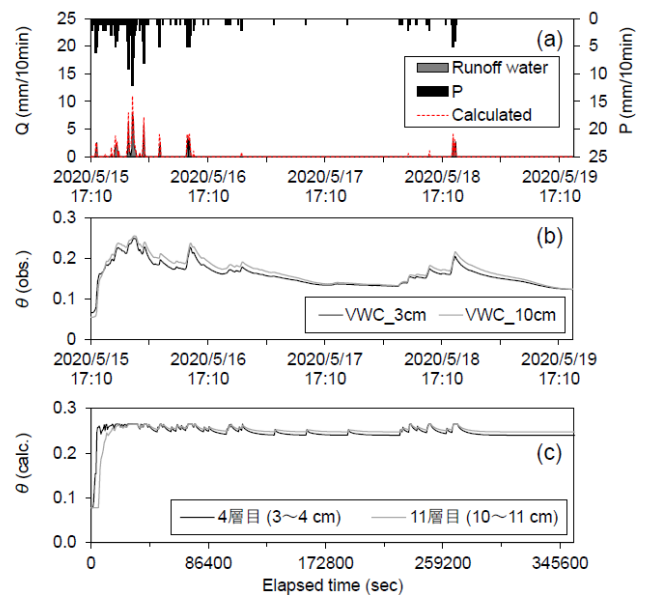 25
20
15
10
5
0
Q (mm/10min)
(a)
Runoff water
P
Calculated
0
5
10
15
20
25
P (mm/10min)
2020/5/15 2020/5/16 2020/5/17 2020/5/18 2020/5/19
17:10 17:10 17:10 17:10 17:10
0.3
0.2
0.1
0
θ (obs.)
(b)
VWC_3cm VWC_10cm
2020/5/15 2020/5/16 2020/5/17 2020/5/18 2020/5/19
17:10 17:10 17:10 17:10 17:10
0.3
0.2
0.1
0.0
θ (calc.)
(c)
4層目 (3～4 cm) 11層目 (10～11 cm)
0 86400 172800 259200 345600
Elapsed time (sec)